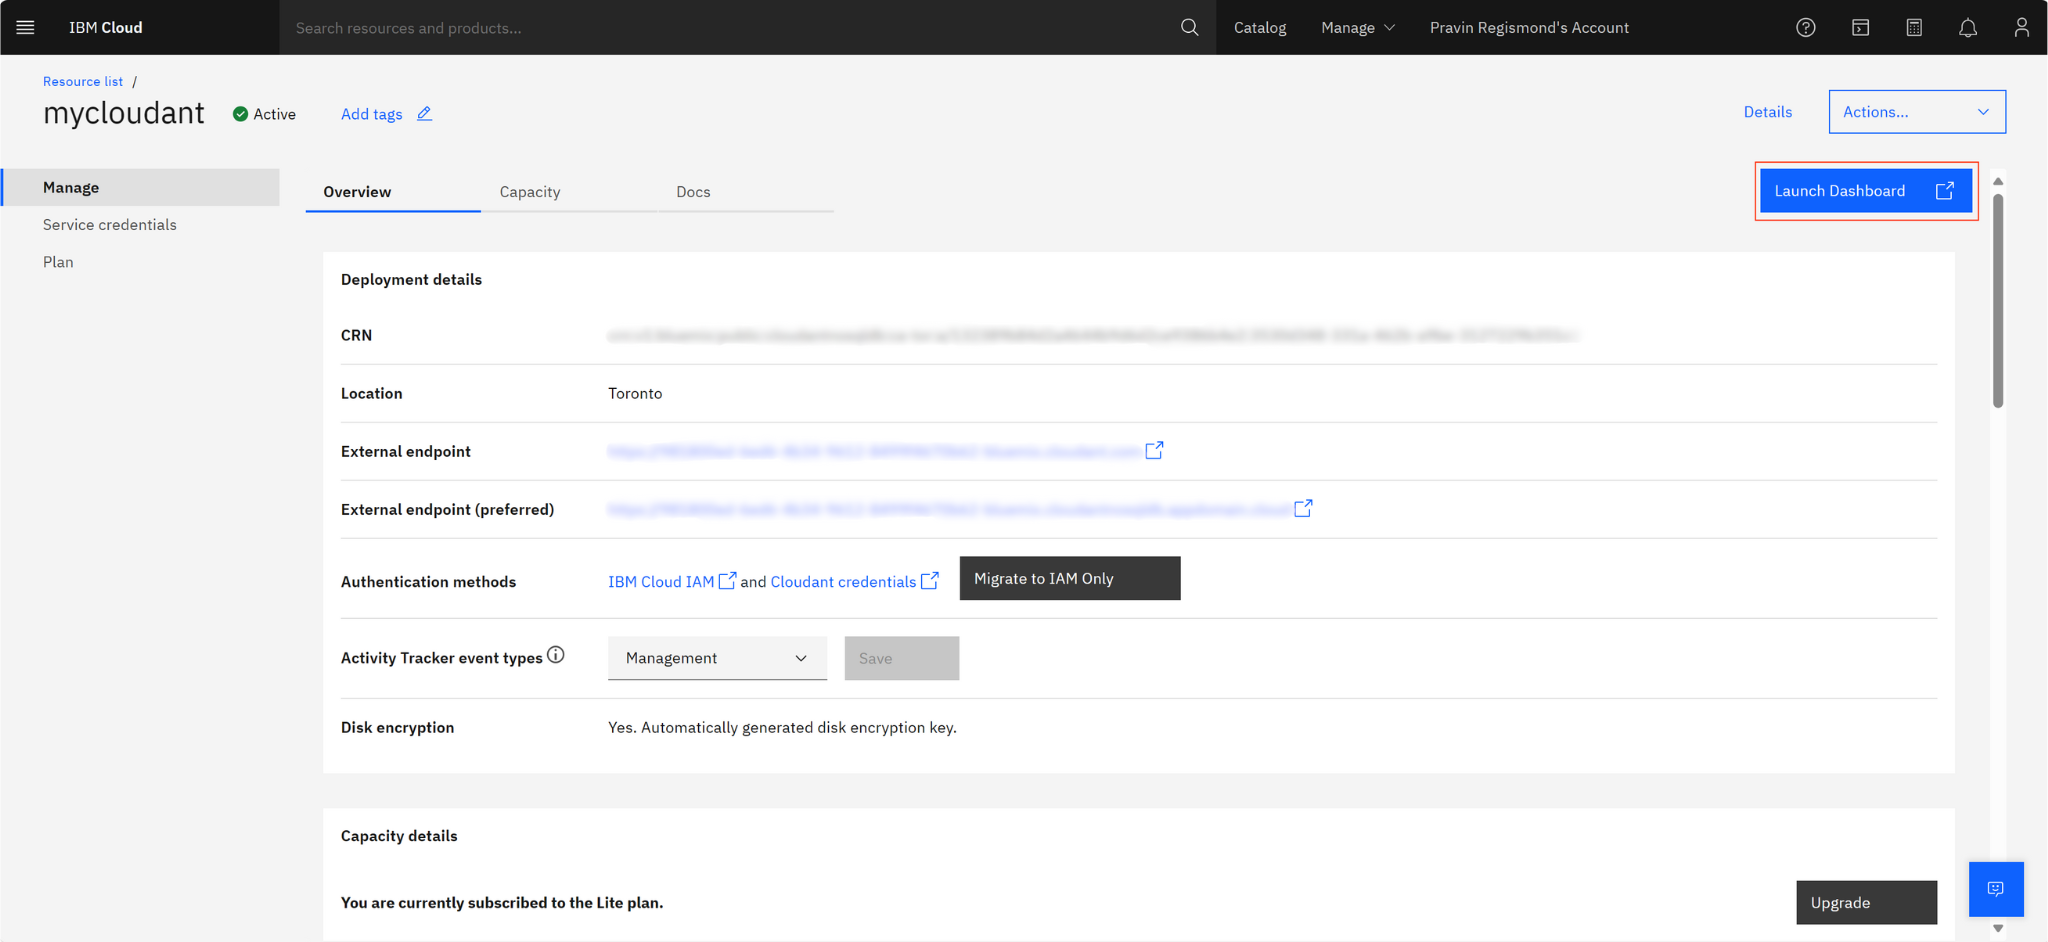 IBM Cloud
Search resources and products...
Catalog
Manage
Pravin Regismond's Account
Resource list /
mycloudant
Active
Add tags
Details
Actions...
Manage
Service credentials
Plan
Overview
Capacity
Docs
Launch Dashboard
Deployment details
CRN
Location
Toronto
External endpoint
External endpoint (preferred)
Authentication methods
IBM Cloud IAM and Cloudant credentials
Migrate to IAM Only
Activity Tracker event types
Management
Save
Disk encryption
Yes. Automatically generated disk encryption key.
Capacity details
You are currently subscribed to the Lite plan.
Upgrade